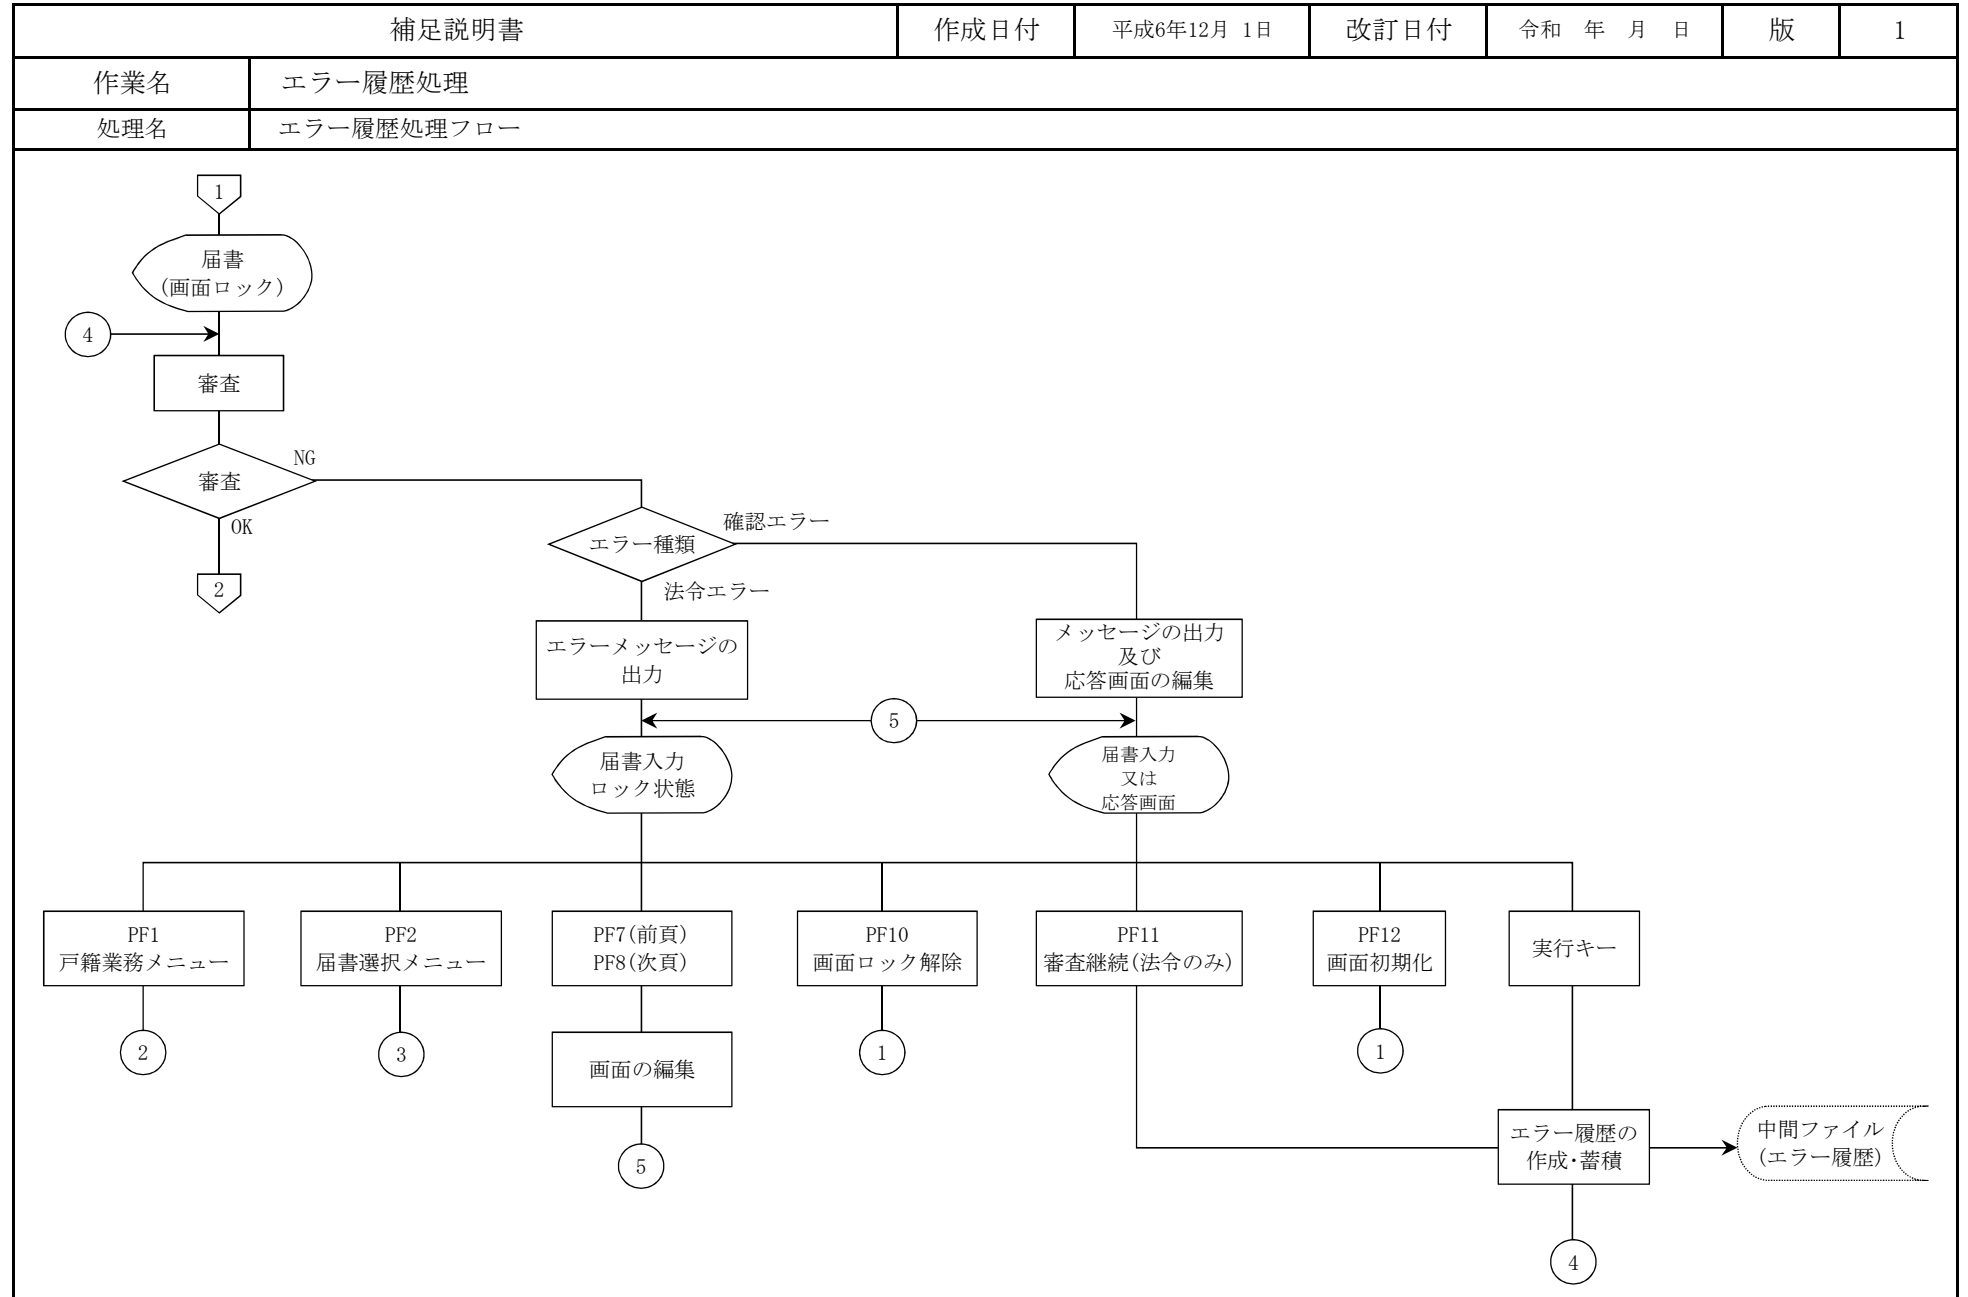 補足説明書
作成日付
平成6年12月 1日
改訂日付
令和 年 月 日
版
1
作業名
エラー履歴処理
処理名
エラー履歴処理フロー
1
届書
(画面ロック)
4
審査
審査
NG
OK
2
エラー種類
確認エラー
法令エラー
エラーメッセージの
出力
メッセージの出力
及び
応答画面の編集
5
届書入力
ロック状態
届書入力
又は
応答画面
PF1
戸籍業務メニュー
PF2
届書選択メニュー
PF7(前頁)
PF8(次頁)
PF10
画面ロック解除
PF11
審査継続(法令のみ)
PF12
画面初期化
実行キー
2
3
画面の編集
1
1
5
エラー履歴の
作成・蓄積
中間ファイル
(エラー履歴)
4